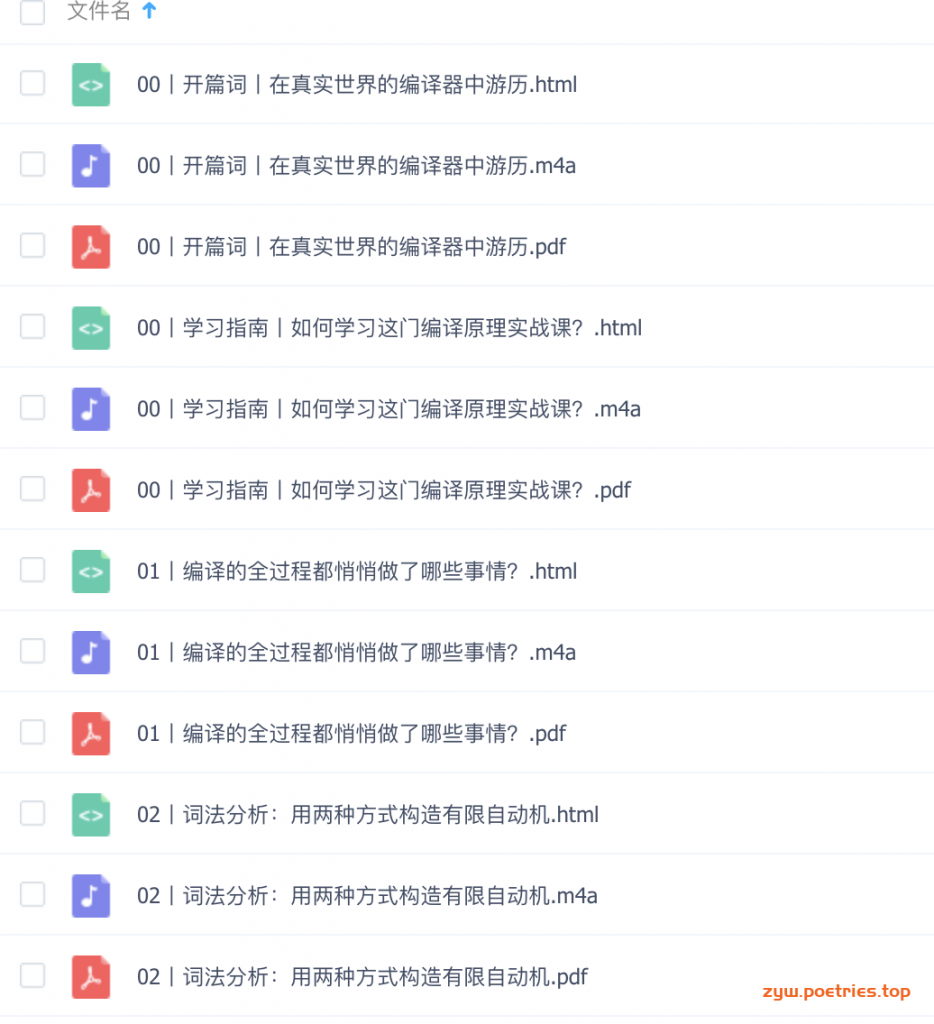 文件名
00丨开篇词丨在真实世界的编译器中游历.html
00丨开篇词丨在真实世界的编译器中游历.m4a
00丨开篇词丨在真实世界的编译器中游历.pdf
00丨学习指南丨如何学习这门编译原理实战课？.html
00丨学习指南丨如何学习这门编译原理实战课？.m4a
00丨学习指南丨如何学习这门编译原理实战课？.pdf
01丨编译的全过程都悄悄做了哪些事情？.html
01丨编译的全过程都悄悄做了哪些事情？.m4a
01丨编译的全过程都悄悄做了哪些事情？.pdf
02丨词法分析：用两种方式构造有限自动机.html
02丨词法分析：用两种方式构造有限自动机.m4a
02丨词法分析：用两种方式构造有限自动机.pdf
zyw.poetries.top